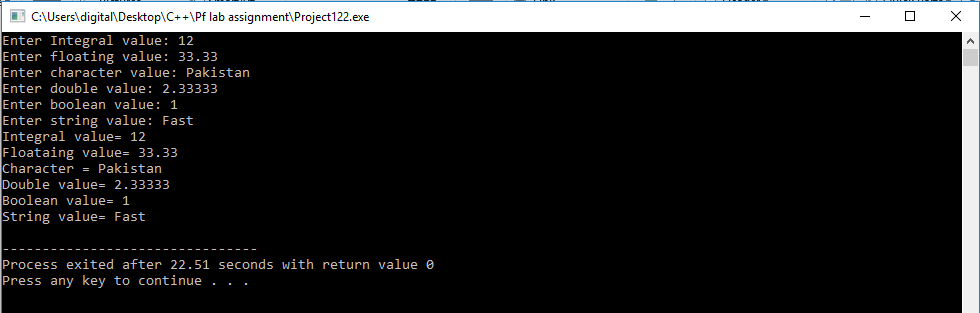 C:\Users\digital\Desktop\C++\Pf lab assignment\Project122.exe
Enter Integral value: 12
Enter floating value: 33.33
Enter character value: Pakistan
Enter double value: 2.33333
Enter boolean value: 1
Enter string value: Fast
Integral value= 12
Floataing value= 33.33
Character = Pakistan
Double value= 2.33333
Boolean value= 1
String value= Fast
--------------------------------
Process exited after 22.51 seconds with return value 0
Press any key to continue . . .